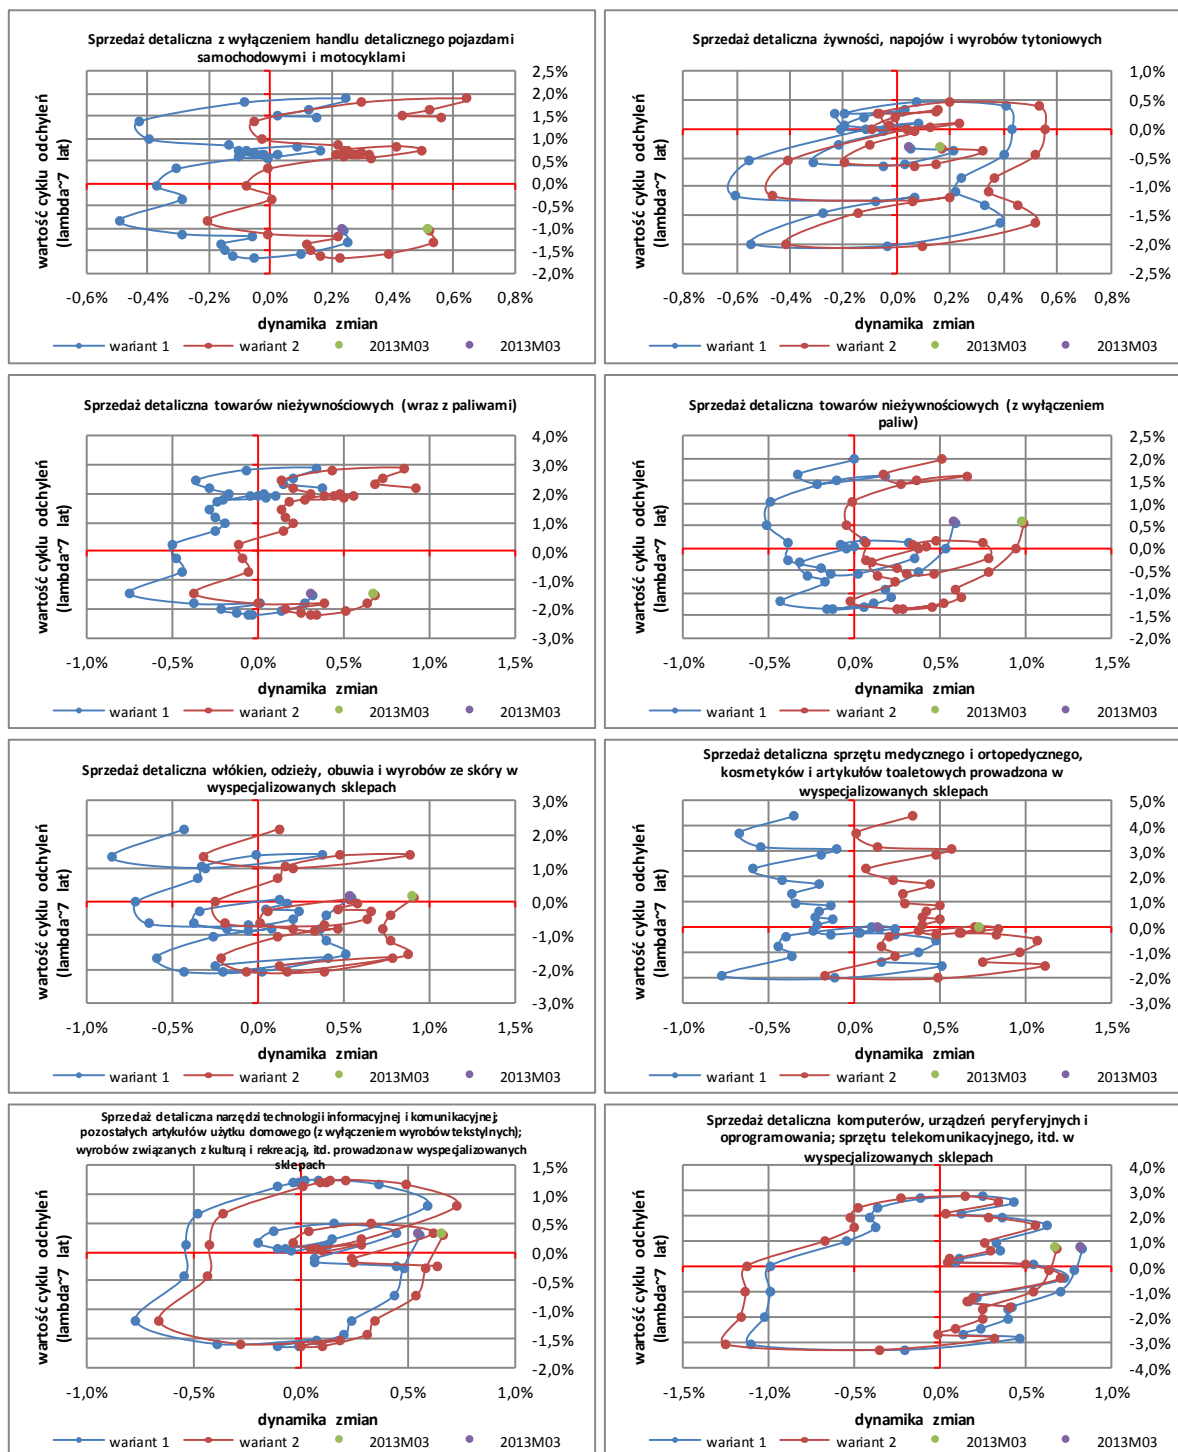 Sprzedaż detaliczna z wyłączeniem handlu detalicznego pojazdami
samochodowymi i motocyklami
wartość cyklu odchyleń
(lambda~7 lat)
2,5%
2,0%
1,5%
1,0%
0,5%
0,0%
-0,5%
-1,0%
-1,5%
-2,0%
-0,6% -0,4% -0,2% 0,0% 0,2% 0,4% 0,6% 0,8%
dynamika zmian
wariant 1 wariant 2 2013M03 2013M03
Sprzedaż detaliczna żywności, napojów i wyrobów tytoniowych
wartość cyklu odchyleń
(lambda~7 lat)
1,0%
0,5%
0,0%
-0,5%
-1,0%
-1,5%
-2,0%
-2,5%
-0,8% -0,6% -0,4% -0,2% 0,0% 0,2% 0,4% 0,6% 0,8%
dynamika zmian
wariant 1 wariant 2 2013M03 2013M03
Sprzedaż detaliczna towarów nieżywnościowych (wraz z paliwami)
wartość cyklu odchyleń
(lambda~7 lat)
4,0%
3,0%
2,0%
1,0%
0,0%
-1,0%
-2,0%
-3,0%
-1,0% -0,5% 0,0% 0,5% 1,0% 1,5%
dynamika zmian
wariant 1 wariant 2 2013M03 2013M03
Sprzedaż detaliczna towarów nieżywnościowych (z wyłączeniem
paliw)
wartość cyklu odchyleń
(lambda~7 lat)
2,5%
2,0%
1,5%
1,0%
0,5%
0,0%
-0,5%
-1,0%
-1,5%
-2,0%
-1,0% -0,5% 0,0% 0,5% 1,0% 1,5%
dynamika zmian
wariant 1 wariant 2 2013M03 2013M03
Sprzedaż detaliczna włókien, odzieży, obuwia i wyrobów ze skóry w
wyspecjalizowanych sklepach
wartość cyklu odchyleń
(lambda~7 lat)
3,0%
2,0%
1,0%
0,0%
-1,0%
-2,0%
-3,0%
-1,0% -0,5% 0,0% 0,5% 1,0% 1,5%
dynamika zmian
wariant 1 wariant 2 2013M03 2013M03
Sprzedaż detaliczna sprzętu medycznego i ortopedycznego,
kosmetyków i artykułów toaletowych prowadzona w
wyspecjalizowanych sklepach
wartość cyklu odchyleń
(lambda~7 lat)
5,0%
4,0%
3,0%
2,0%
1,0%
0,0%
-1,0%
-2,0%
-3,0%
-1,0% -0,5% 0,0% 0,5% 1,0% 1,5%
dynamika zmian
wariant 1 wariant 2 2013M03 2013M03
Sprzedaż detaliczna narzędzi technologii informacyjnej i komunikacyjnej;
pozostałych artykułów użytku domowego (z wyłączeniem wyrobów tekstylnych);
wyrobów związanych z kulturą i rekreacją, itd. prowadzona w wyspecjalizowanych
sklepach
wartość cyklu odchyleń
(lambda~7 lat)
1,5%
1,0%
0,5%
0,0%
-0,5%
-1,0%
-1,5%
-2,0%
-1,0% -0,5% 0,0% 0,5% 1,0%
dynamika zmian
wariant 1 wariant 2 2013M03 2013M03
Sprzedaż detaliczna komputerów, urządzeń peryferyjnych i
oprogramowania; sprzętu telekomunikacyjnego, itd. w
wyspecjalizowanych sklepach
wartość cyklu odchyleń
(lambda~7 lat)
4,0%
3,0%
2,0%
1,0%
0,0%
-1,0%
-2,0%
-3,0%
-4,0%
-1,5% -1,0% -0,5% 0,0% 0,5% 1,0%
dynamika zmian
wariant 1 wariant 2 2013M03 2013M03